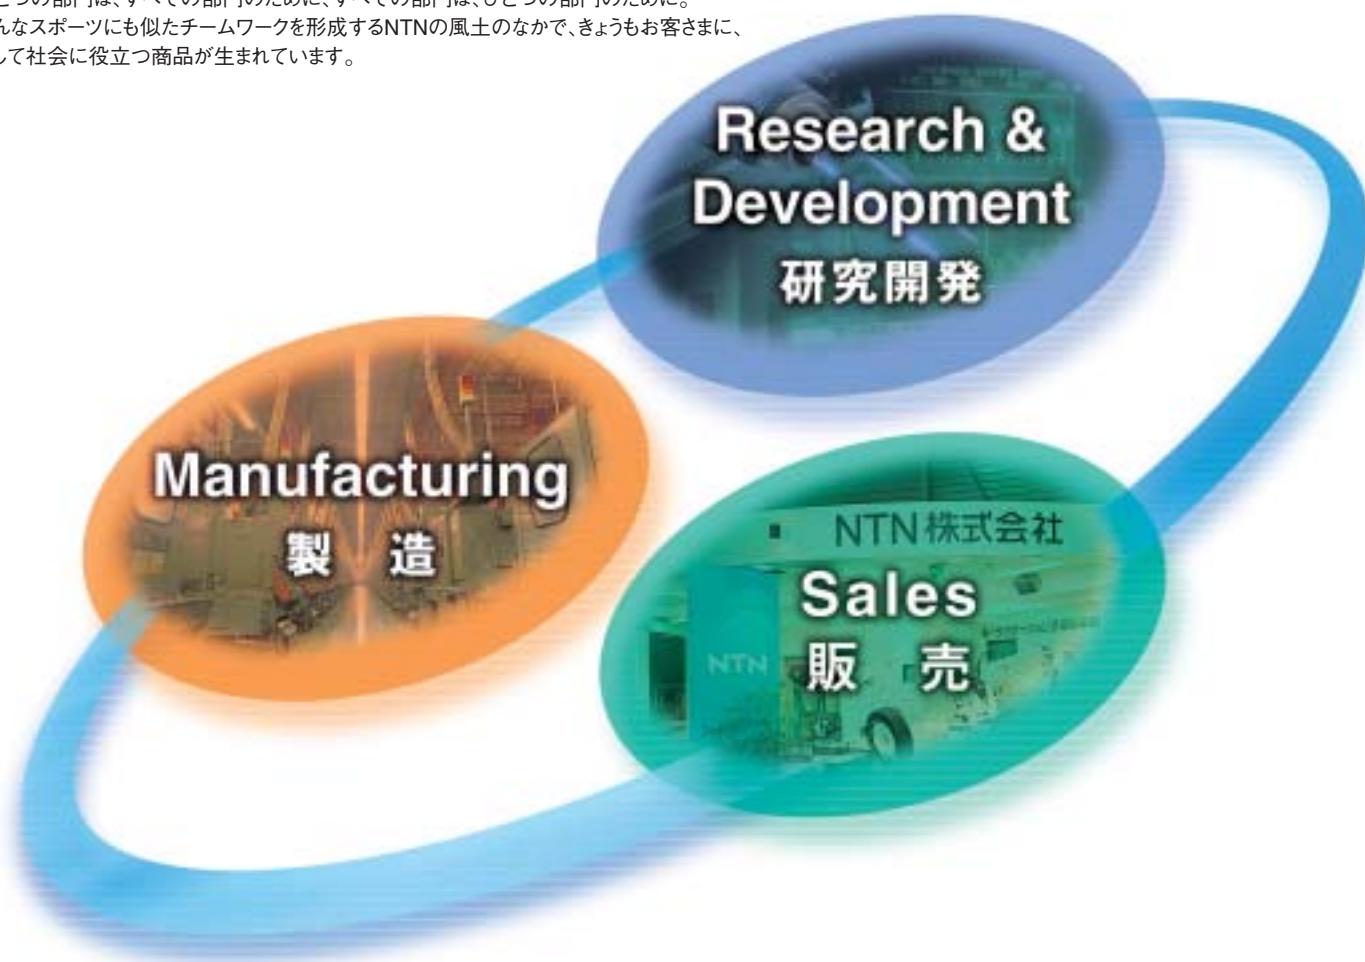 とつの部門は、すべての部門のために、すべての部門は、ひとつの部門のために。
んなスポーツにも似たチームワークを形成するNTNの風土のなかで、きょうもお客さまに、
して社会に役立つ商品が生まれています。
Research &
Development
研究開発
Manufacturing
製 造
NTN株式会社
Sales
販 売
NTN